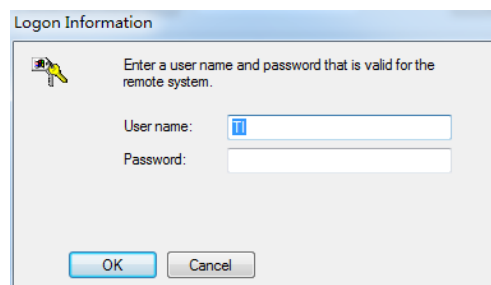 Logon Information
Enter a user name and password that is valid for the
remote system.
User name:
TI
Password:
OK
Cancel